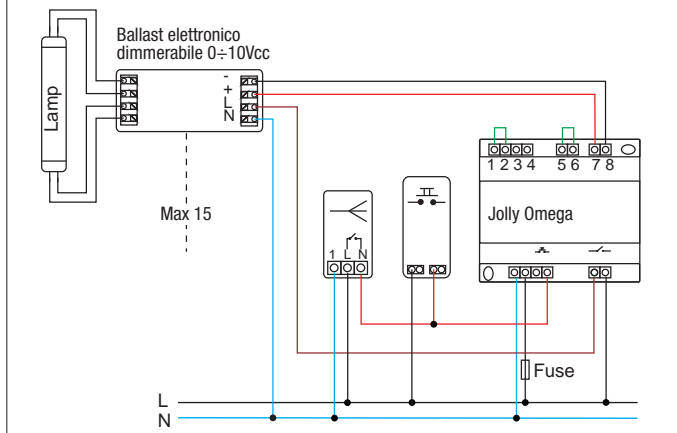 Ballast elettronico
dimmerabile 0÷10Vcc
Lamp
-
+
L
N
Max 15
1 2 3 4 5 6 7 8
Jolly Omega
1 L N
Fuse
L
N